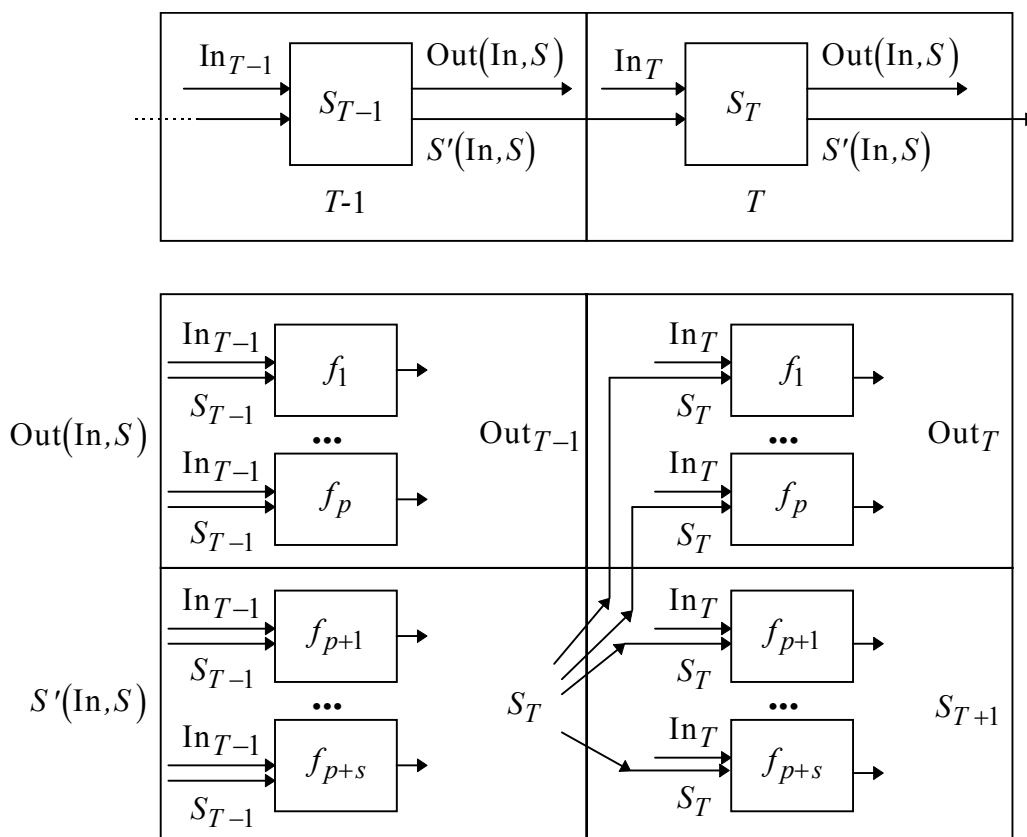 In_{T−1} Out(In,S) In_T Out(In,S)
S_{T−1} S_T
S′(In,S) S′(In,S)
T-1 T
In_{T−1} In_T
f_1 f_1
S_{T−1} S_T
Out(In,S) ... Out_{T−1} ... Out_T
In_{T−1} In_T
f_p f_p
S_{T−1} S_T
In_{T−1} In_T
f_{p+1} f_{p+1}
S_{T−1} S_T
S′(In,S) ... S_T ... S_{T+1}
In_{T−1} In_T
f_{p+s} f_{p+s}
S_{T−1} S_T